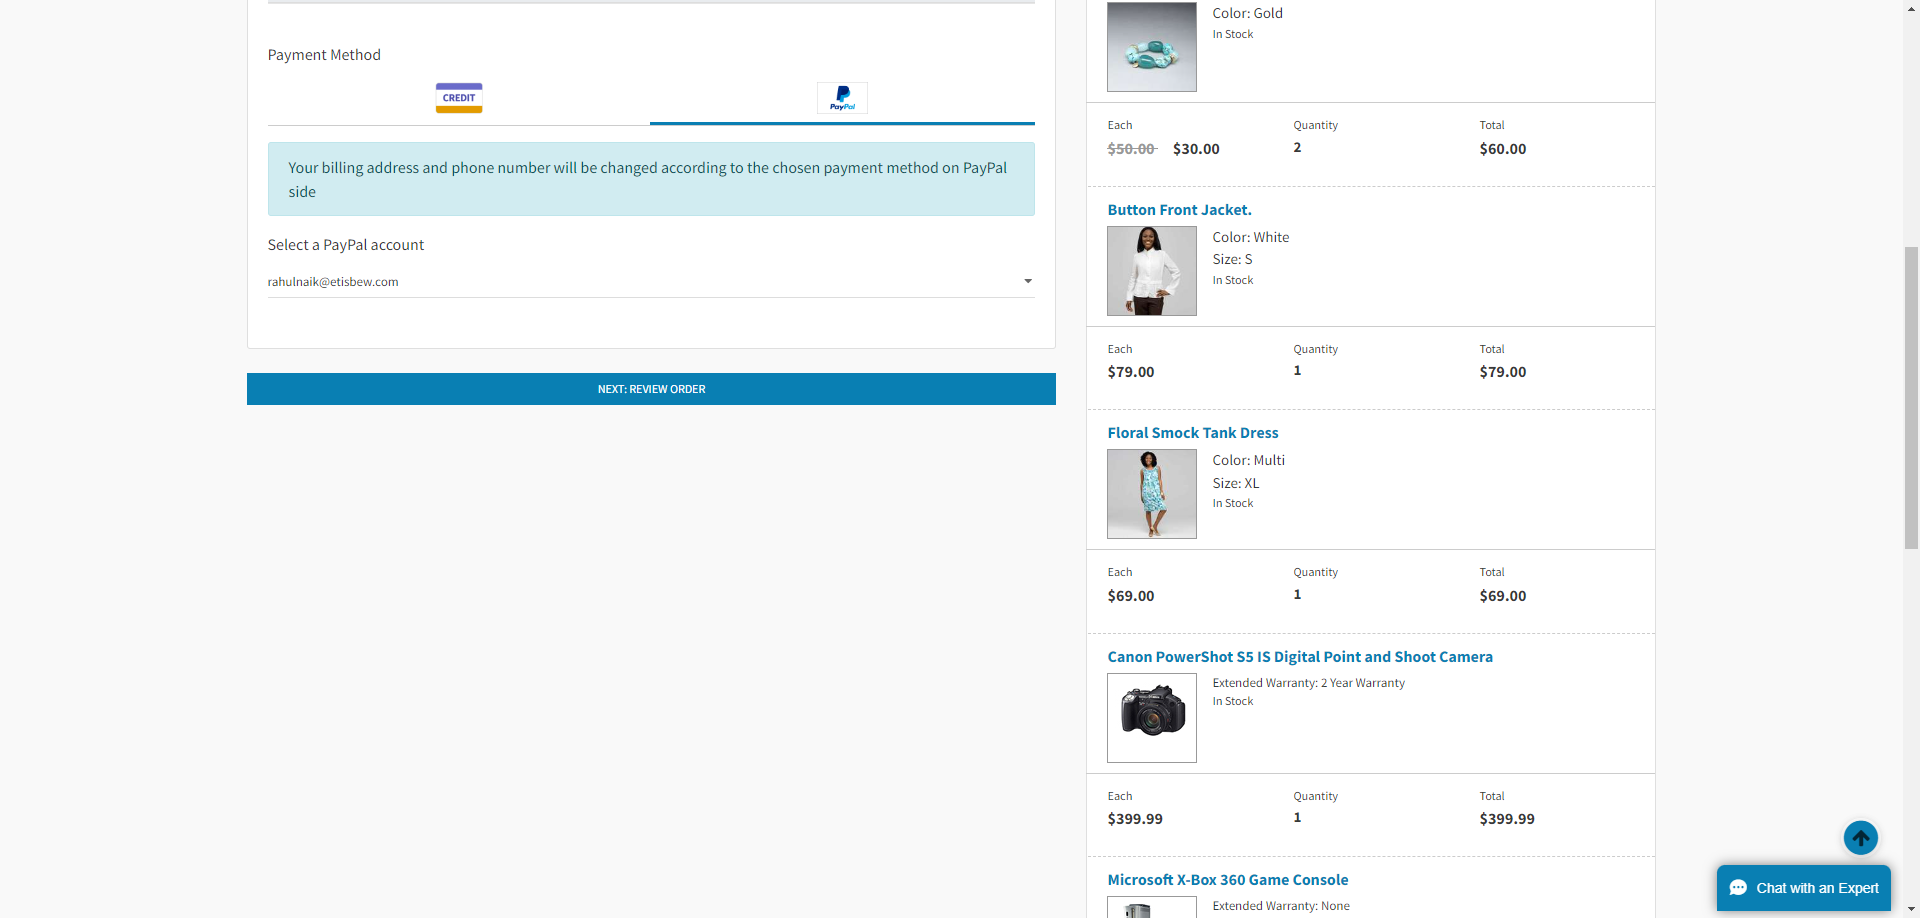 Payment Method
CREDIT
PayPal
Your billing address and phone number will be changed according to the chosen payment method on PayPal
side
Select a PayPal account
rahulnaik@etisbew.com
NEXT: REVIEW ORDER
Color: Gold
In Stock
Each Quantity Total
$50.00 $30.00 2 $60.00
Button Front Jacket.
Color: White
Size: S
In Stock
Each Quantity Total
$79.00 1 $79.00
Floral Smock Tank Dress
Color: Multi
Size: XL
In Stock
Each Quantity Total
$69.00 1 $69.00
Canon PowerShot S5 IS Digital Point and Shoot Camera
Extended Warranty: 2 Year Warranty
In Stock
Each Quantity Total
$399.99 1 $399.99
Microsoft X-Box 360 Game Console
Extended Warranty: None
Chat with an Expert